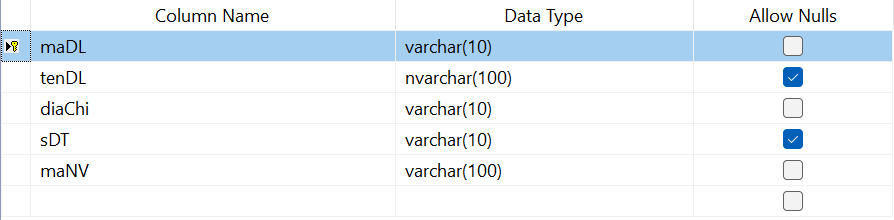 Column Name Data Type Allow Nulls
maDL varchar(10)
tenDL nvarchar(100)
diaChi varchar(10)
sDT varchar(10)
maNV varchar(100)